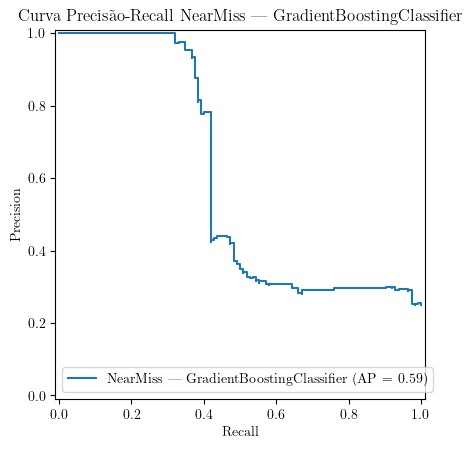 Curva Precisão-Recall NearMiss — GradientBoostingClassifier
1.0
0.8
0.6
0.4
0.2
0.0
Precision
NearMiss — GradientBoostingClassifier (AP = 0.59)
0.0 0.2 0.4 0.6 0.8 1.0
Recall